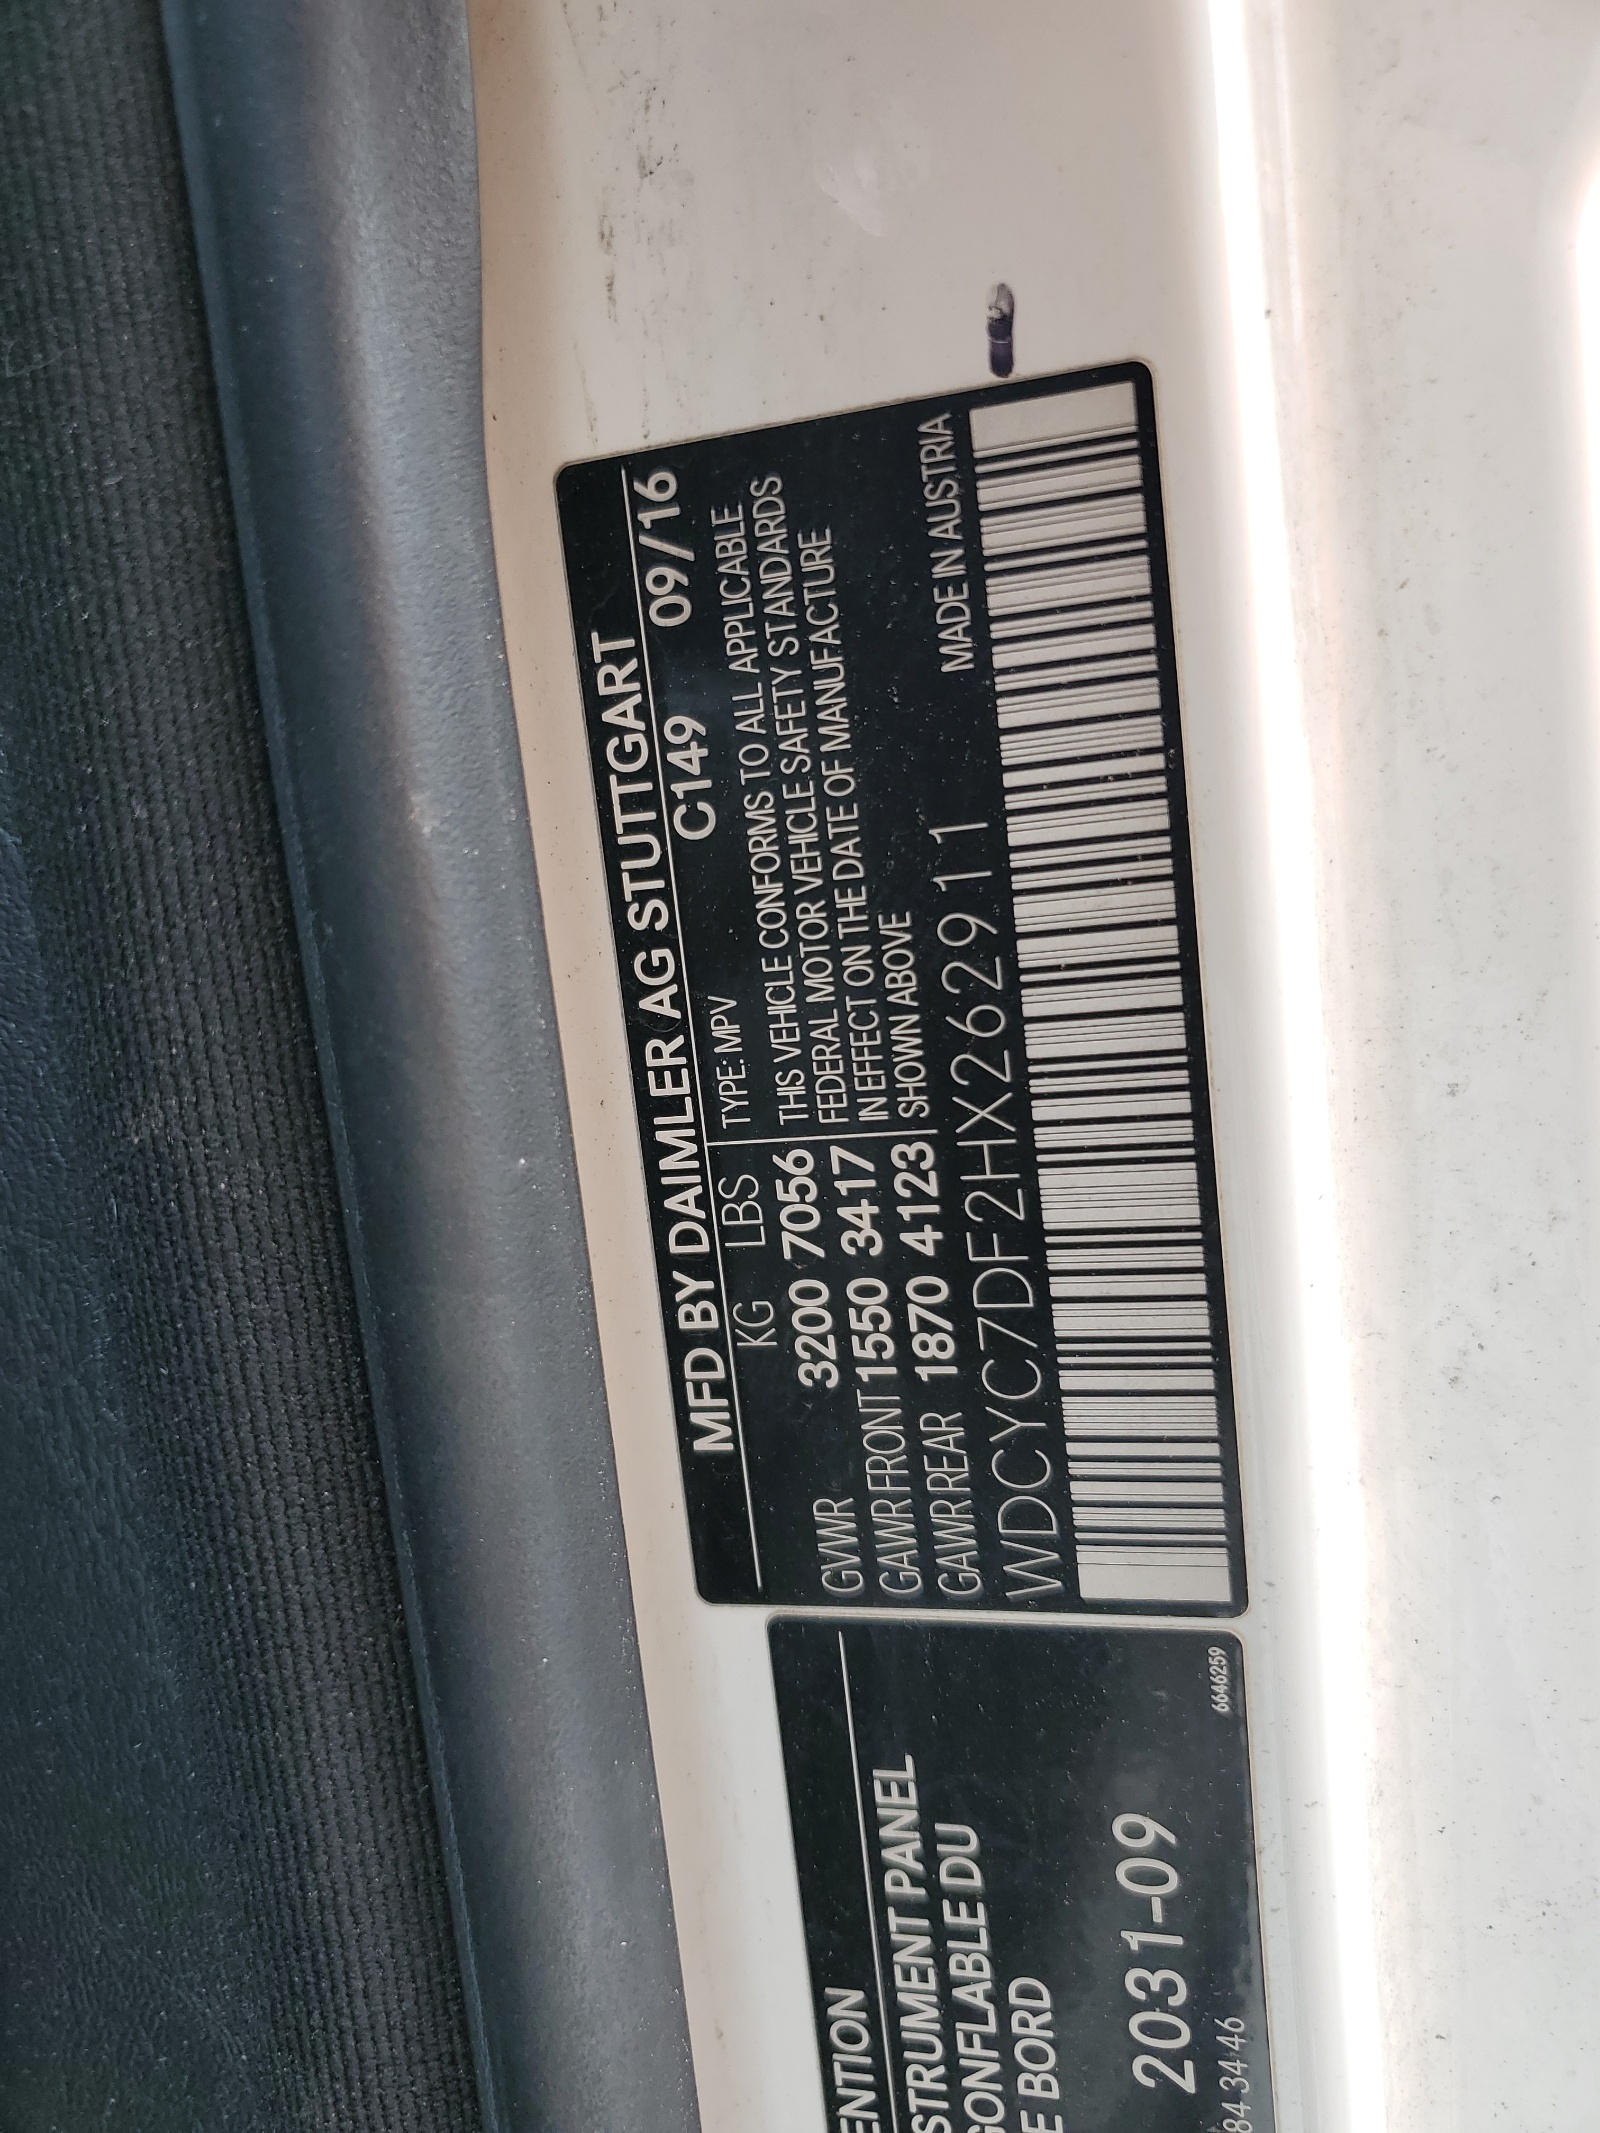 MFD BY DAIMLER AG STUTTGART
KG LBS C149 09/16
TYPE: MPV
GVWR 3200 7056
GAWR FRONT 1550 3417
GAWR REAR 1870 4123
THIS VEHICLE CONFORMS TO ALL APPLICABLE
FEDERAL MOTOR VEHICLE SAFETY STANDARDS
IN EFFECT ON THE DATE OF MANUFACTURE
SHOWN ABOVE
WDCYC7DF2HX262911
MADE IN AUSTRIA
ENTION
STRUMENT PANEL
GONFLABLE DU
E BORD
2031-09
84 34 46
6646259